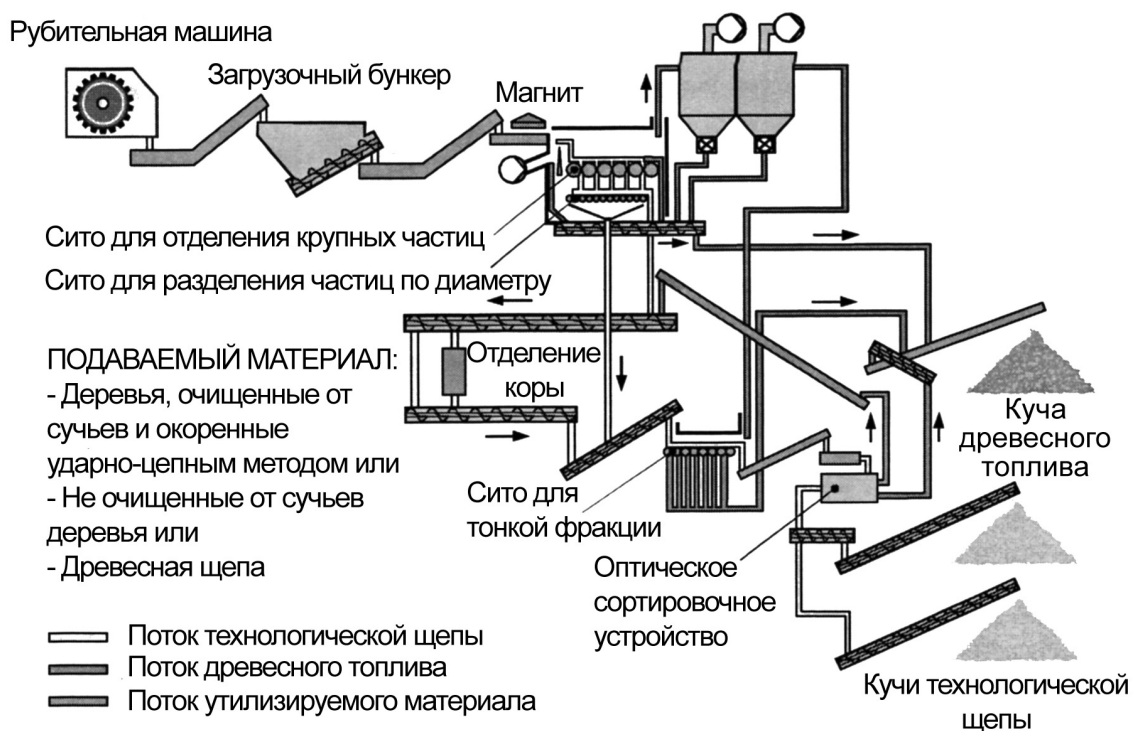 Рубительная машина
Загрузочный бункер
Магнит
Сито для отделения крупных частиц
Сито для разделения частиц по диаметру
ПОДАВАЕМЫЙ МАТЕРИАЛ:
- Деревья, очищенные от
сучьев и окоренные
ударно-цепным методом или
- Не очищенные от сучьев
деревья или
- Древесная щепа
Отделение
коры
Сито для
тонкой фракции
Оптическое
сортировочное
устройство
Куча
древесного
топлива
Кучи технологической
щепы
Поток технологической щепы
Поток древесного топлива
Поток утилизируемого материала